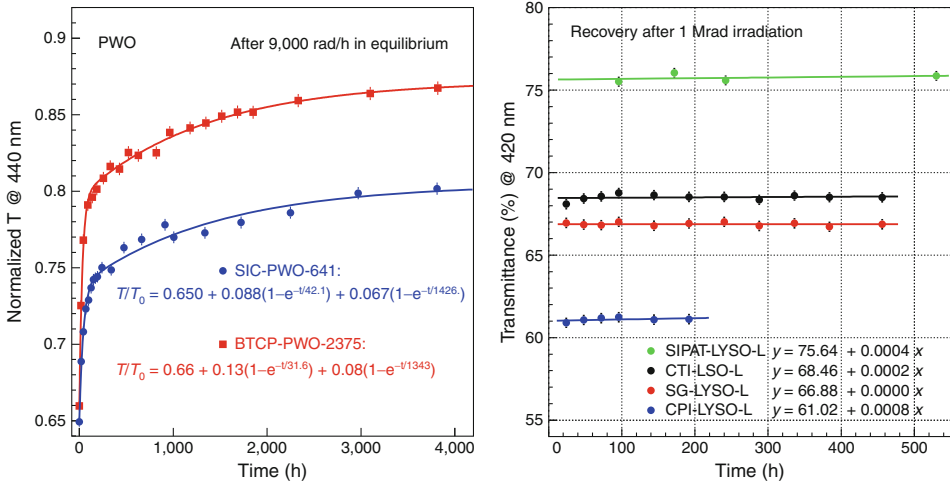 PWO
After 9,000 rad/h in equilibrium
Normalized T @ 440 nm
0.9
0.85
0.8
0.75
0.7
0.65
SIC-PWO-641:
T/T₀ = 0.650 + 0.088(1–e^–t/42.1) + 0.067(1–e^–t/1426.)
BTCP-PWO-2375:
T/T₀ = 0.66 + 0.13(1–e^–t/31.6) + 0.08(1–e^–t/1343)
0
1,000
2,000
3,000
4,000
Time (h)
Recovery after 1 Mrad irradiation
Transmittance (%) @ 420 nm
80
75
70
65
60
55
SIPAT-LYSO-L y = 75.64 + 0.0004 x
CTI-LSO-L y = 68.46 + 0.0002 x
SG-LYSO-L y = 66.88 + 0.0000 x
CPI-LYSO-L y = 61.02 + 0.0008 x
0
100
200
300
400
500
Time (h)